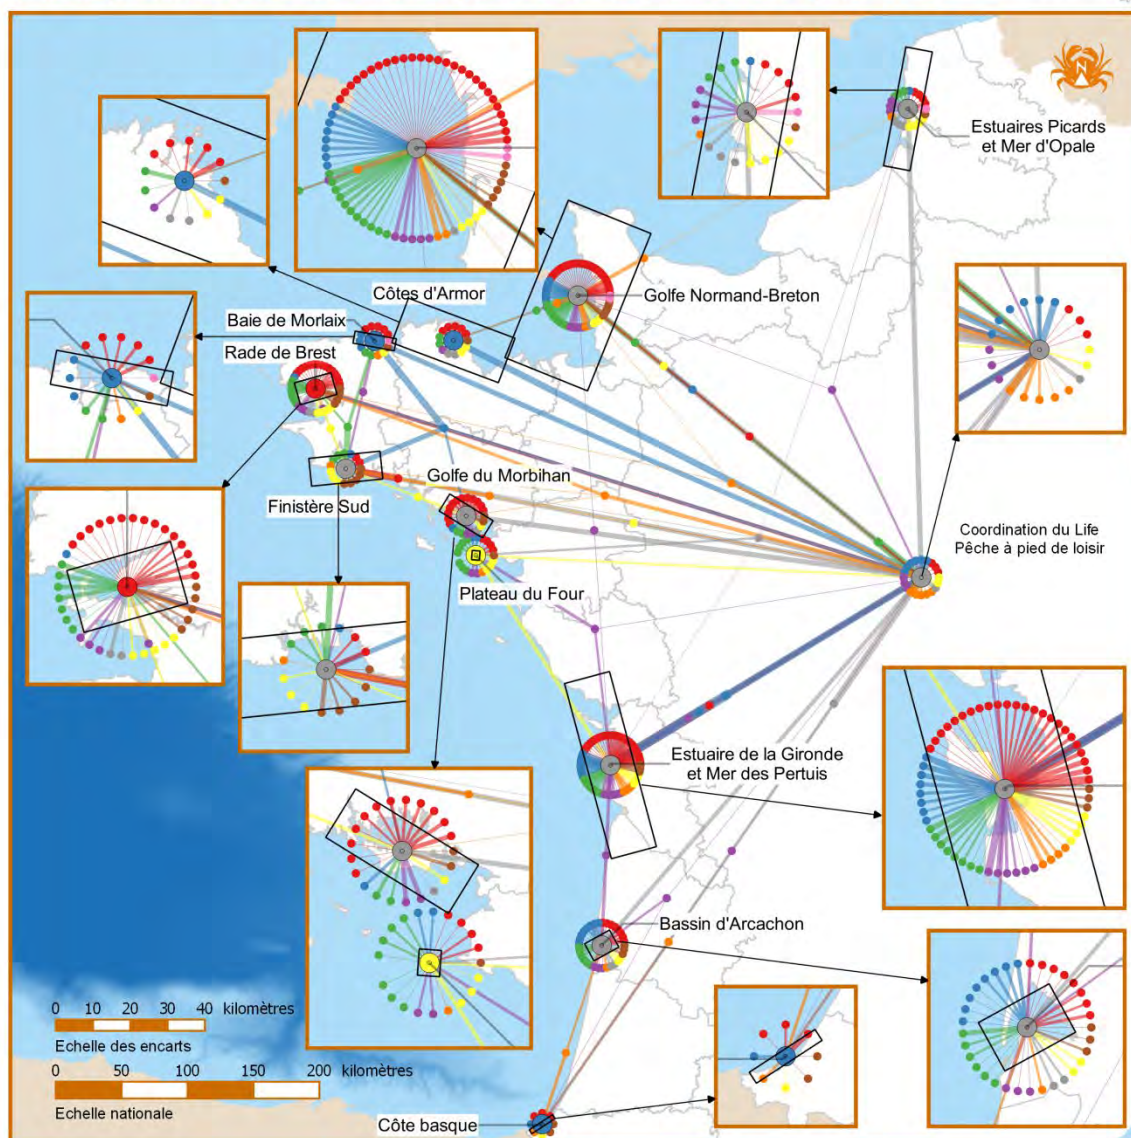 N
Estuaires Picards
et Mer d'Opale
Côtes d'Armor
Golfe Normand-Breton
Baie de Morlaix
Rade de Brest
Golfe du Morbihan
Finistère Sud
Coordination du Life
Pêche à pied de loisir
Plateau du Four
Estuaire de la Gironde
et Mer des Pertuis
Bassin d'Arcachon
0 10 20 30 40 kilomètres
Echelle des encarts
0 50 100 150 200 kilomètres
Echelle nationale
Côte basque